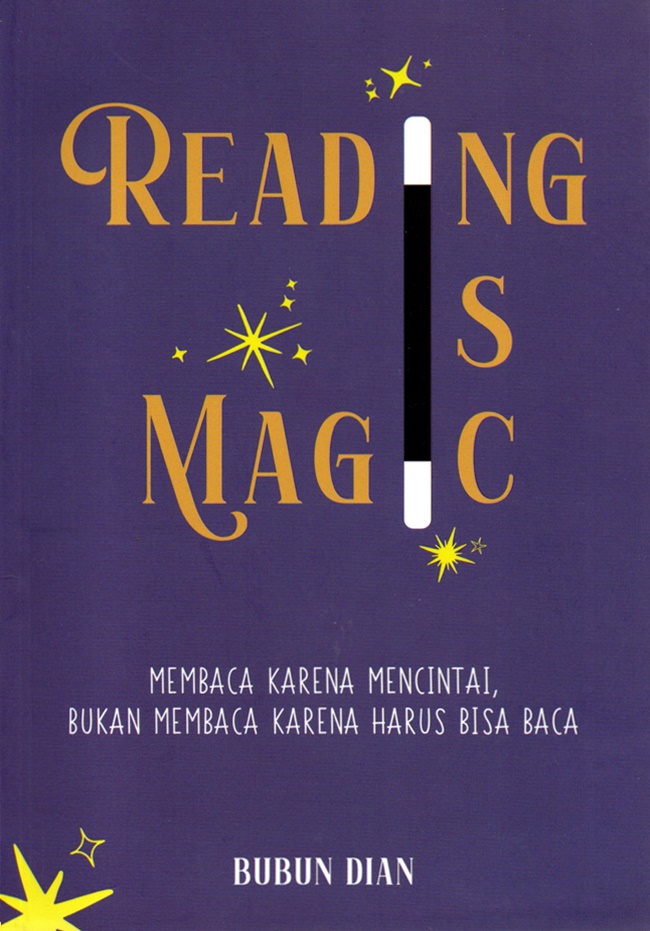 READING
IS
MAGIC
MEMBACA KARENA MENCINTAI,
BUKAN MEMBACA KARENA HARUS BISA BACA
BUBUN DIAN